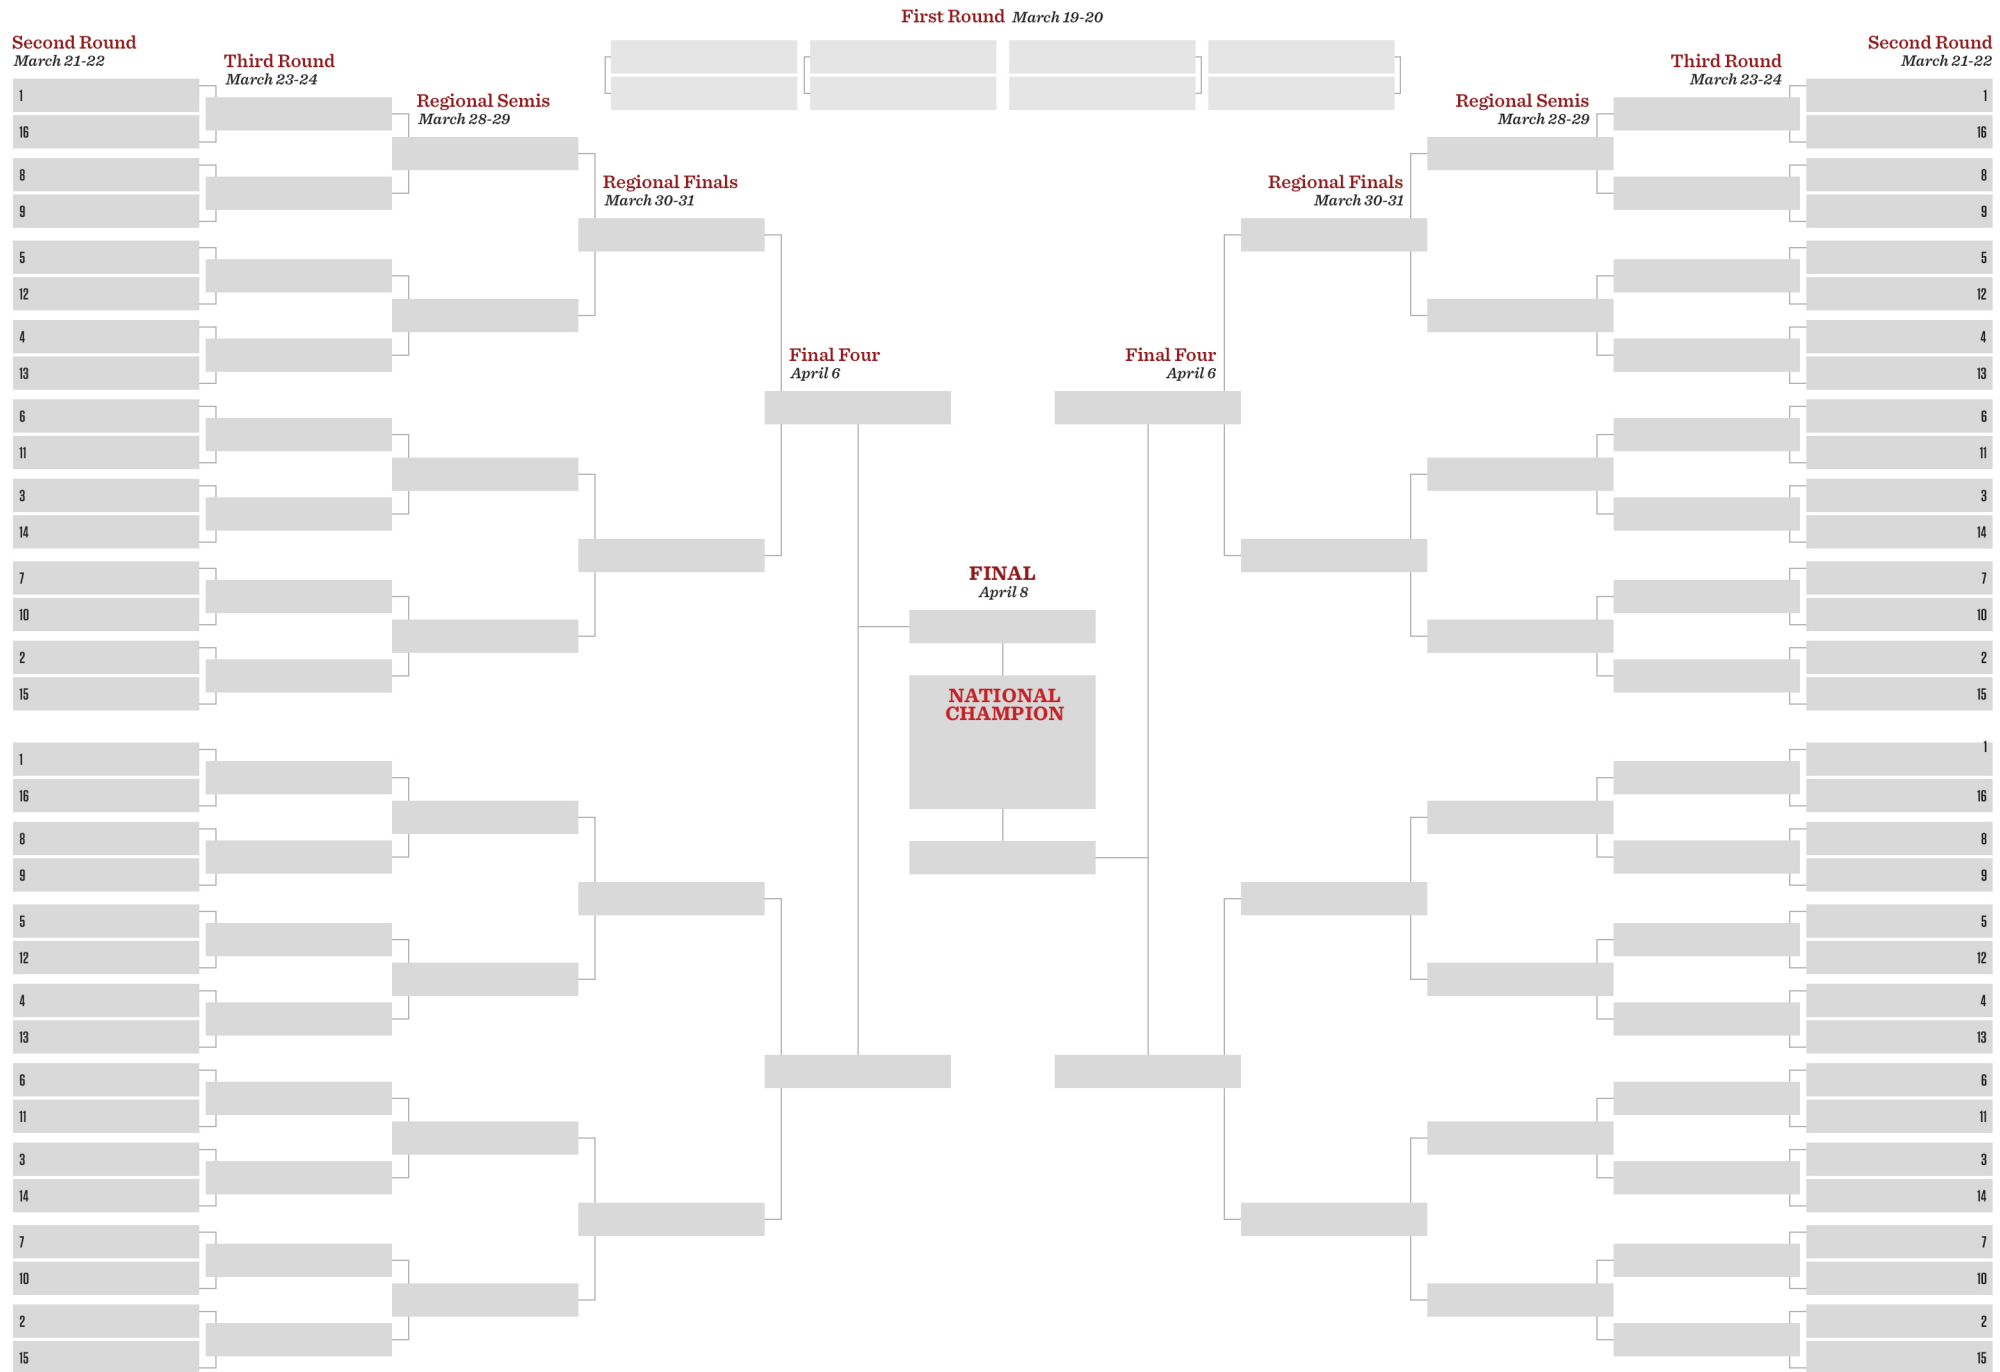 First Round March 19-20
Second Round
March 21-22
Third Round
March 23-24
Regional Semis
March 28-29
Regional Finals
March 30-31
Final Four
April 6
1
16
8
9
5
12
4
13
6
11
3
14
7
10
2
15
1
16
8
9
5
12
4
13
6
11
3
14
7
10
2
15
FINAL
April 8
NATIONAL
CHAMPION
Second Round
March 21-22
Third Round
March 23-24
Regional Semis
March 28-29
Regional Finals
March 30-31
Final Four
April 6
1
16
8
9
5
12
4
13
6
11
3
14
7
10
2
15
1
16
8
9
5
12
4
13
6
11
3
14
7
10
2
15